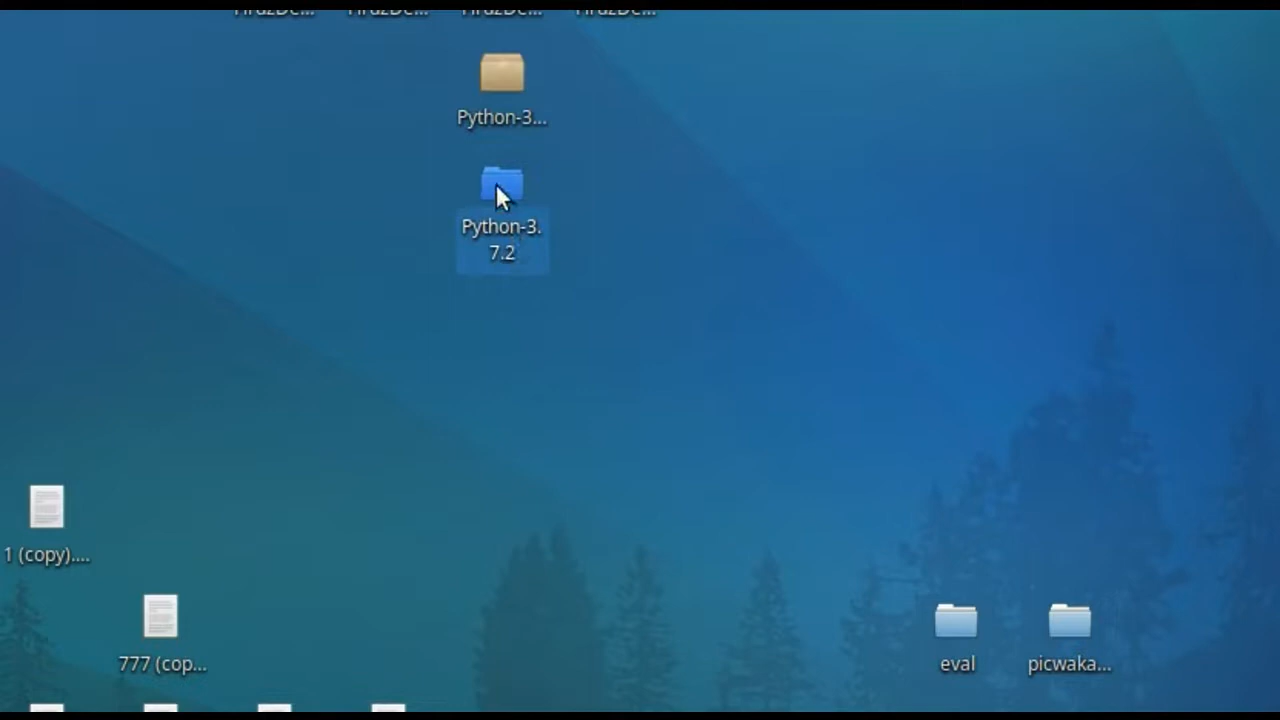 Python-3...
Python-3.
7.2
1 (copy)....
777 (cop...
eval
picwaka...